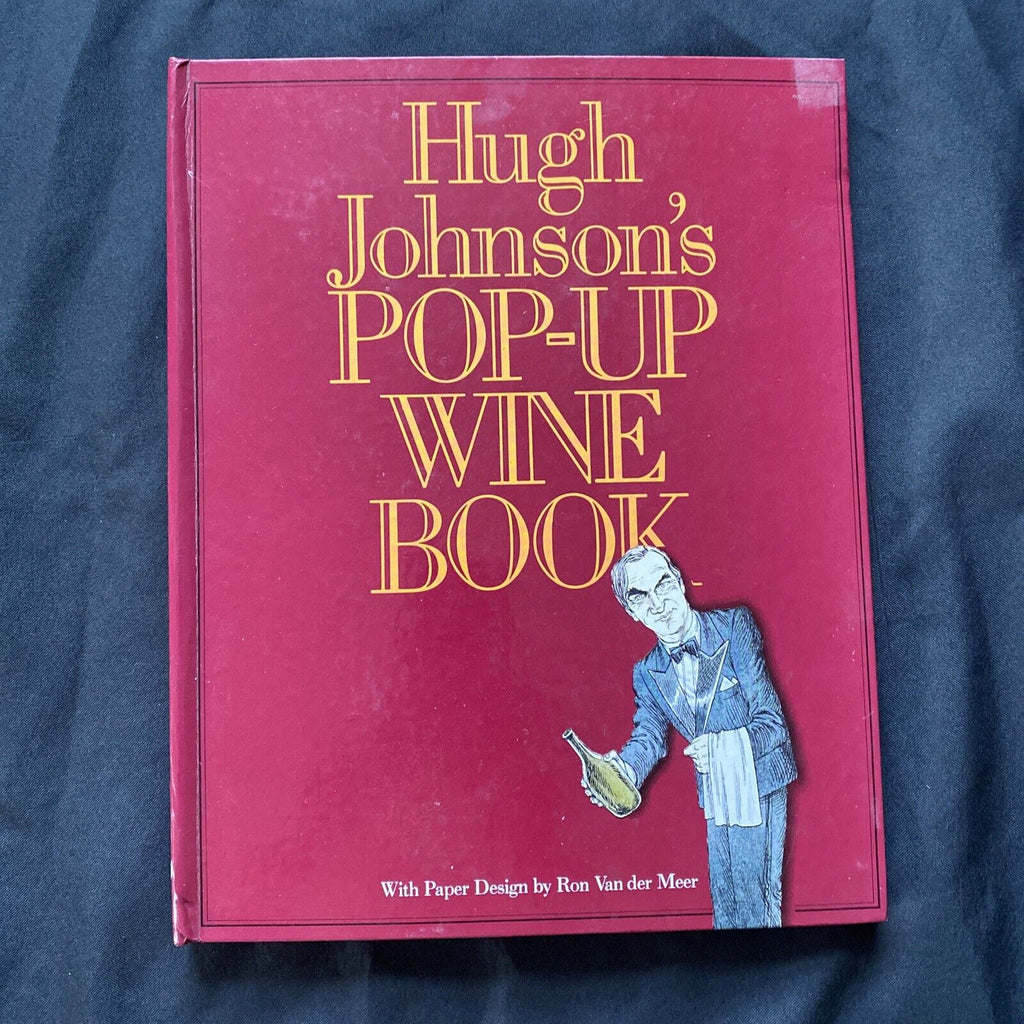 Hugh
Johnson's
POP-UP
WINE
BOOK
With Paper Design by Ron Van der Meer